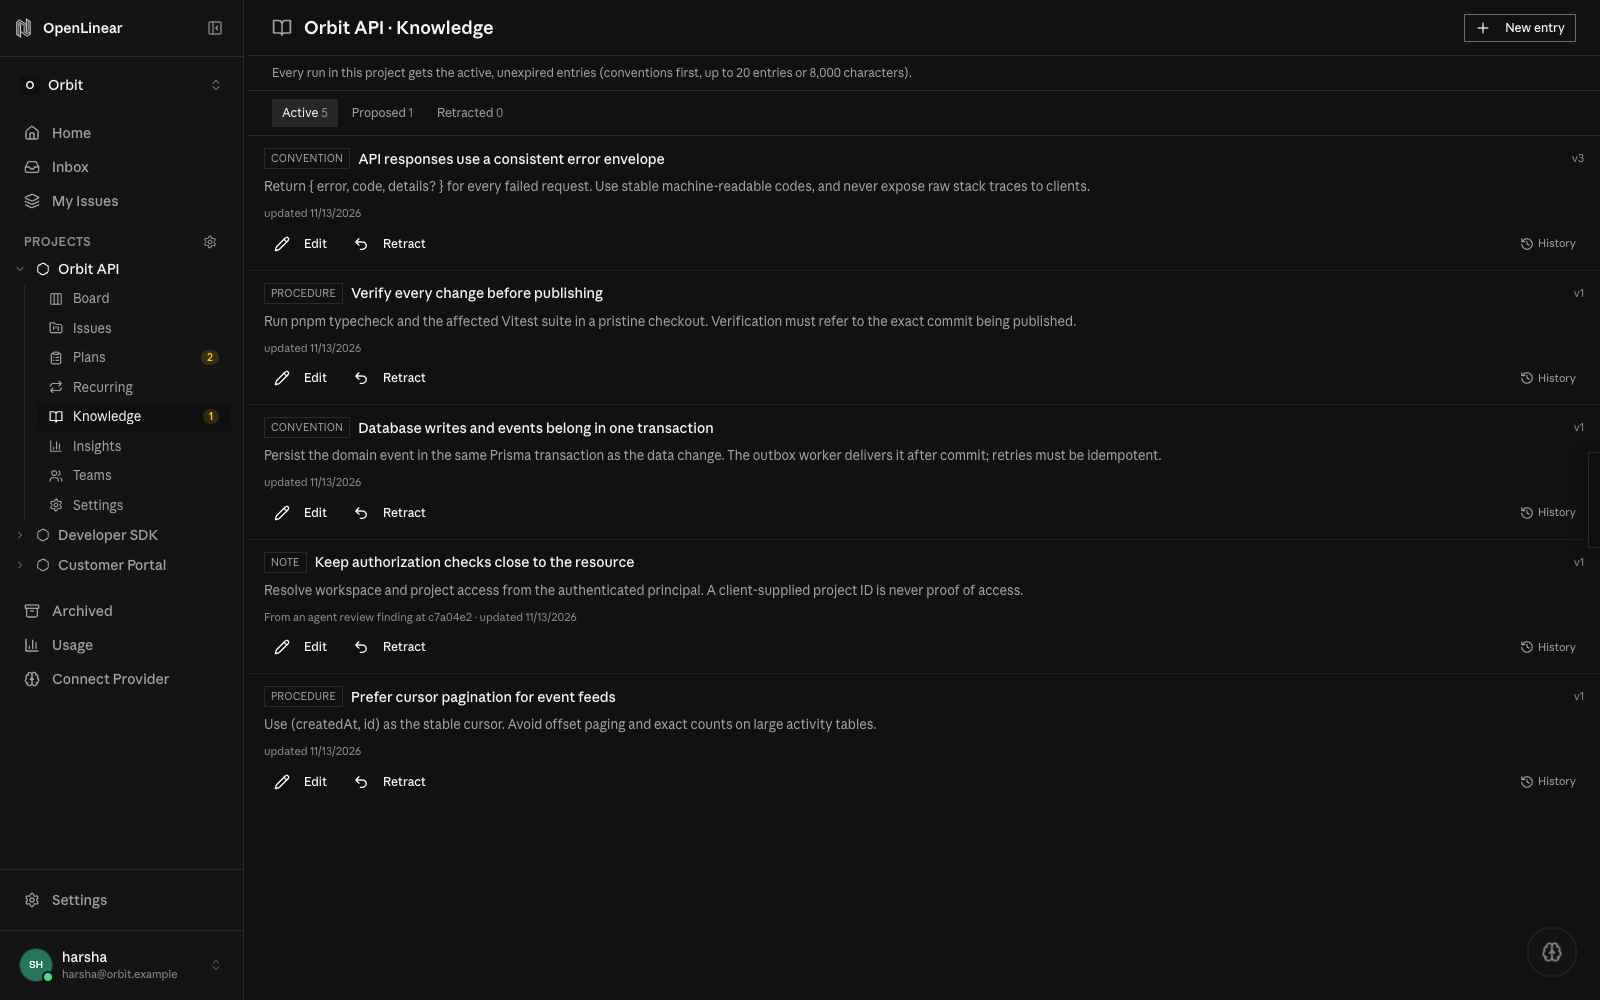 OpenLinear
O Orbit
Home
Inbox
My Issues
PROJECTS
Orbit API
Board
Issues
Plans 2
Recurring
Knowledge 1
Insights
Teams
Settings
Developer SDK
Customer Portal
Archived
Usage
Connect Provider
Settings
SH harsha
harsha@orbit.example
Orbit API · Knowledge
New entry
Every run in this project gets the active, unexpired entries (conventions first, up to 20 entries or 8,000 characters).
Active 5 Proposed 1 Retracted 0
CONVENTION API responses use a consistent error envelope v3
Return { error, code, details? } for every failed request. Use stable machine-readable codes, and never expose raw stack traces to clients.
updated 11/13/2026
Edit Retract History
PROCEDURE Verify every change before publishing v1
Run pnpm typecheck and the affected Vitest suite in a pristine checkout. Verification must refer to the exact commit being published.
updated 11/13/2026
Edit Retract History
CONVENTION Database writes and events belong in one transaction v1
Persist the domain event in the same Prisma transaction as the data change. The outbox worker delivers it after commit; retries must be idempotent.
updated 11/13/2026
Edit Retract History
NOTE Keep authorization checks close to the resource v1
Resolve workspace and project access from the authenticated principal. A client-supplied project ID is never proof of access.
From an agent review finding at c7a04e2 · updated 11/13/2026
Edit Retract History
PROCEDURE Prefer cursor pagination for event feeds v1
Use (createdAt, id) as the stable cursor. Avoid offset paging and exact counts on large activity tables.
updated 11/13/2026
Edit Retract History